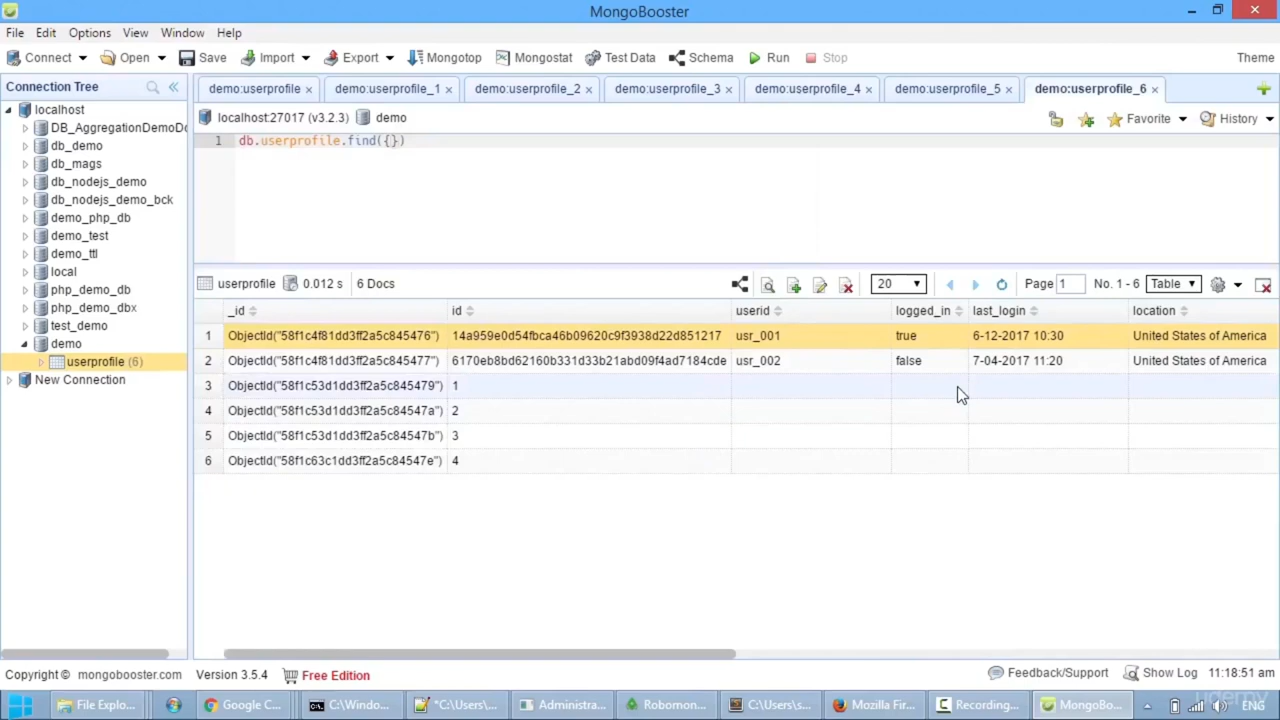 MongoBooster
File Edit Options View Window Help
Connect Open Save Import Export Mongotop Mongostat Test Data Schema Run Stop Theme
Connection Tree
demo:userprofile × demo:userprofile_1 × demo:userprofile_2 × demo:userprofile_3 × demo:userprofile_4 × demo:userprofile_5 × demo:userprofile_6 ×
localhost:27017 (v3.2.3) demo Favorite History
1 db.userprofile.find({})
localhost
DB_AggregationDemoDo
db_demo
db_mags
db_nodejs_demo
db_nodejs_demo_bck
demo_php_db
demo_test
demo_ttl
local
php_demo_db
php_demo_dbx
test_demo
demo
userprofile (6)
New Connection
userprofile 0.012 s 6 Docs 20 Page 1 No. 1 - 6 Table
_id id userid logged_in last_login location
1 ObjectId("58f1c4f81dd3ff2a5c845476") 14a959e0d54fbca46b09620c9f3938d22d851217 usr_001 true 6-12-2017 10:30 United States of America
2 ObjectId("58f1c4f81dd3ff2a5c845477") 6170eb8bd62160b331d33b21abd09f4ad7184cde usr_002 false 7-04-2017 11:20 United States of America
3 ObjectId("58f1c53d1dd3ff2a5c845479") 1
4 ObjectId("58f1c53d1dd3ff2a5c84547a") 2
5 ObjectId("58f1c53d1dd3ff2a5c84547b") 3
6 ObjectId("58f1c63c1dd3ff2a5c84547e") 4
Copyright © mongobooster.com Version 3.5.4 Free Edition Feedback/Support Show Log 11:18:51 am
File Explo... Google C... C:\Windo... *C:\Users\... Administra... Robomon... C:\Users\s... Mozilla Fir... Recording... MongoBo... ENG
udemy